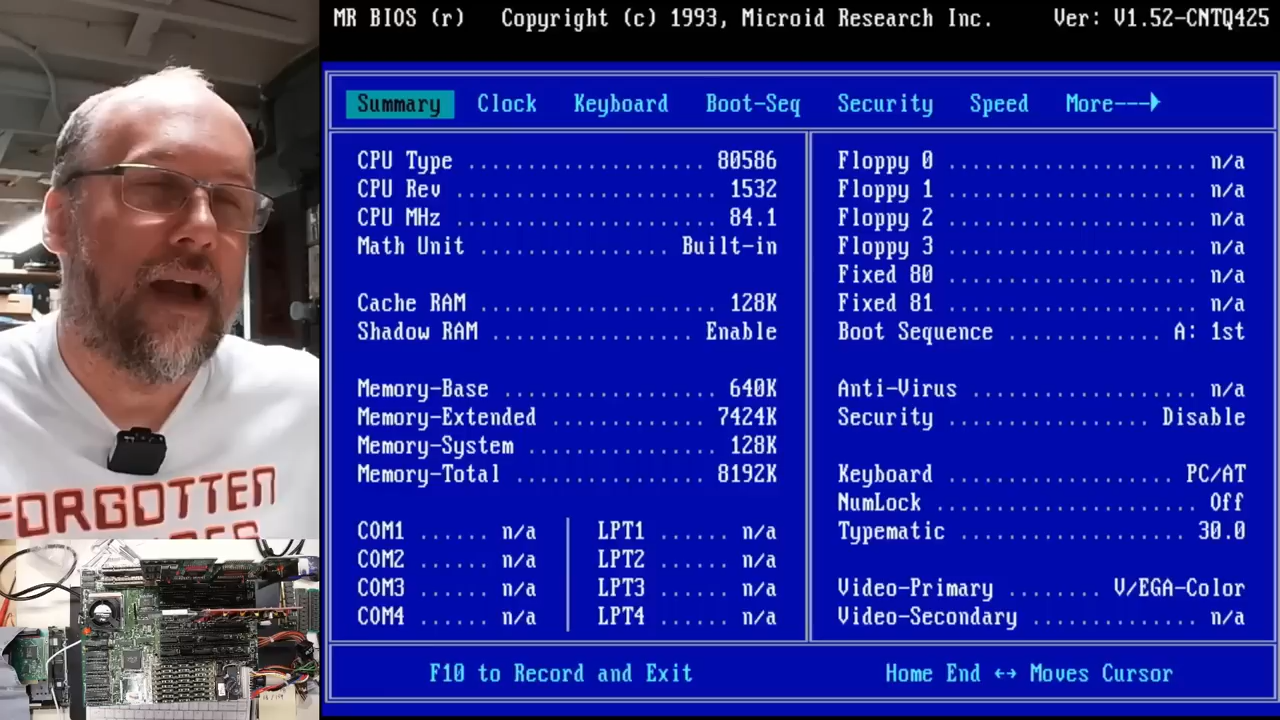 MR BIOS (r) Copyright (c) 1993, Microid Research Inc. Ver: V1.52-CNTQ425
Summary Clock Keyboard Boot-Seq Security Speed More---►
CPU Type .................... 80586
CPU Rev ..................... 1532
CPU MHz ..................... 84.1
Math Unit ................ Built-in
Cache RAM .................... 128K
Shadow RAM ................. Enable
Memory-Base .................. 640K
Memory-Extended ............. 7424K
Memory-System ................ 128K
Memory-Total ................ 8192K
COM1 ...... n/a
COM2 ...... n/a
COM3 ...... n/a
COM4 ...... n/a
LPT1 ...... n/a
LPT2 ...... n/a
LPT3 ...... n/a
LPT4 ...... n/a
Floppy 0 ..................... n/a
Floppy 1 ..................... n/a
Floppy 2 ..................... n/a
Floppy 3 ..................... n/a
Fixed 80 ..................... n/a
Fixed 81 ..................... n/a
Boot Sequence ............. A: 1st
Anti-Virus ................... n/a
Security ................. Disable
Keyboard ................... PC/AT
NumLock ...................... Off
Typematic ................... 30.0
Video-Primary ....... V/EGA-Color
Video-Secondary .............. n/a
F10 to Record and Exit
Home End ↔ Moves Cursor
FORGOTTEN